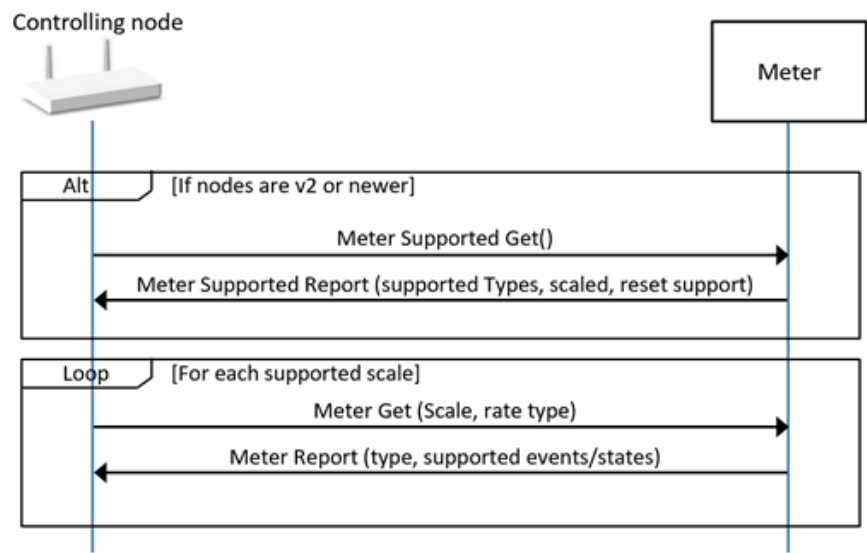 Controlling node
Meter
Alt [If nodes are v2 or newer]
Meter Supported Get()
Meter Supported Report (supported Types, scaled, reset support)
Loop [For each supported scale]
Meter Get (Scale, rate type)
Meter Report (type, supported events/states)